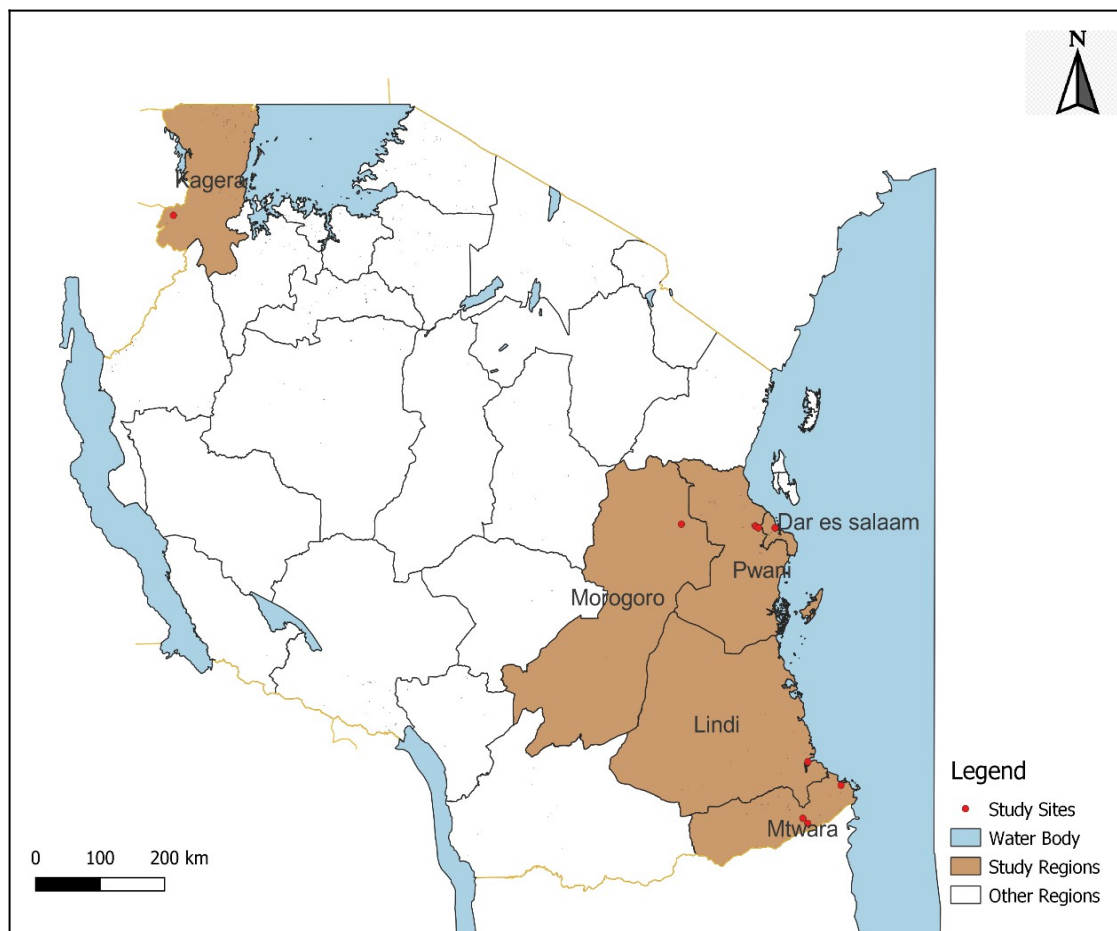 N
Kagera
Dar es salaam
Pwani
Morogoro
Lindi
Mtwara
Legend
Study Sites
Water Body
Study Regions
Other Regions
0 100 200 km